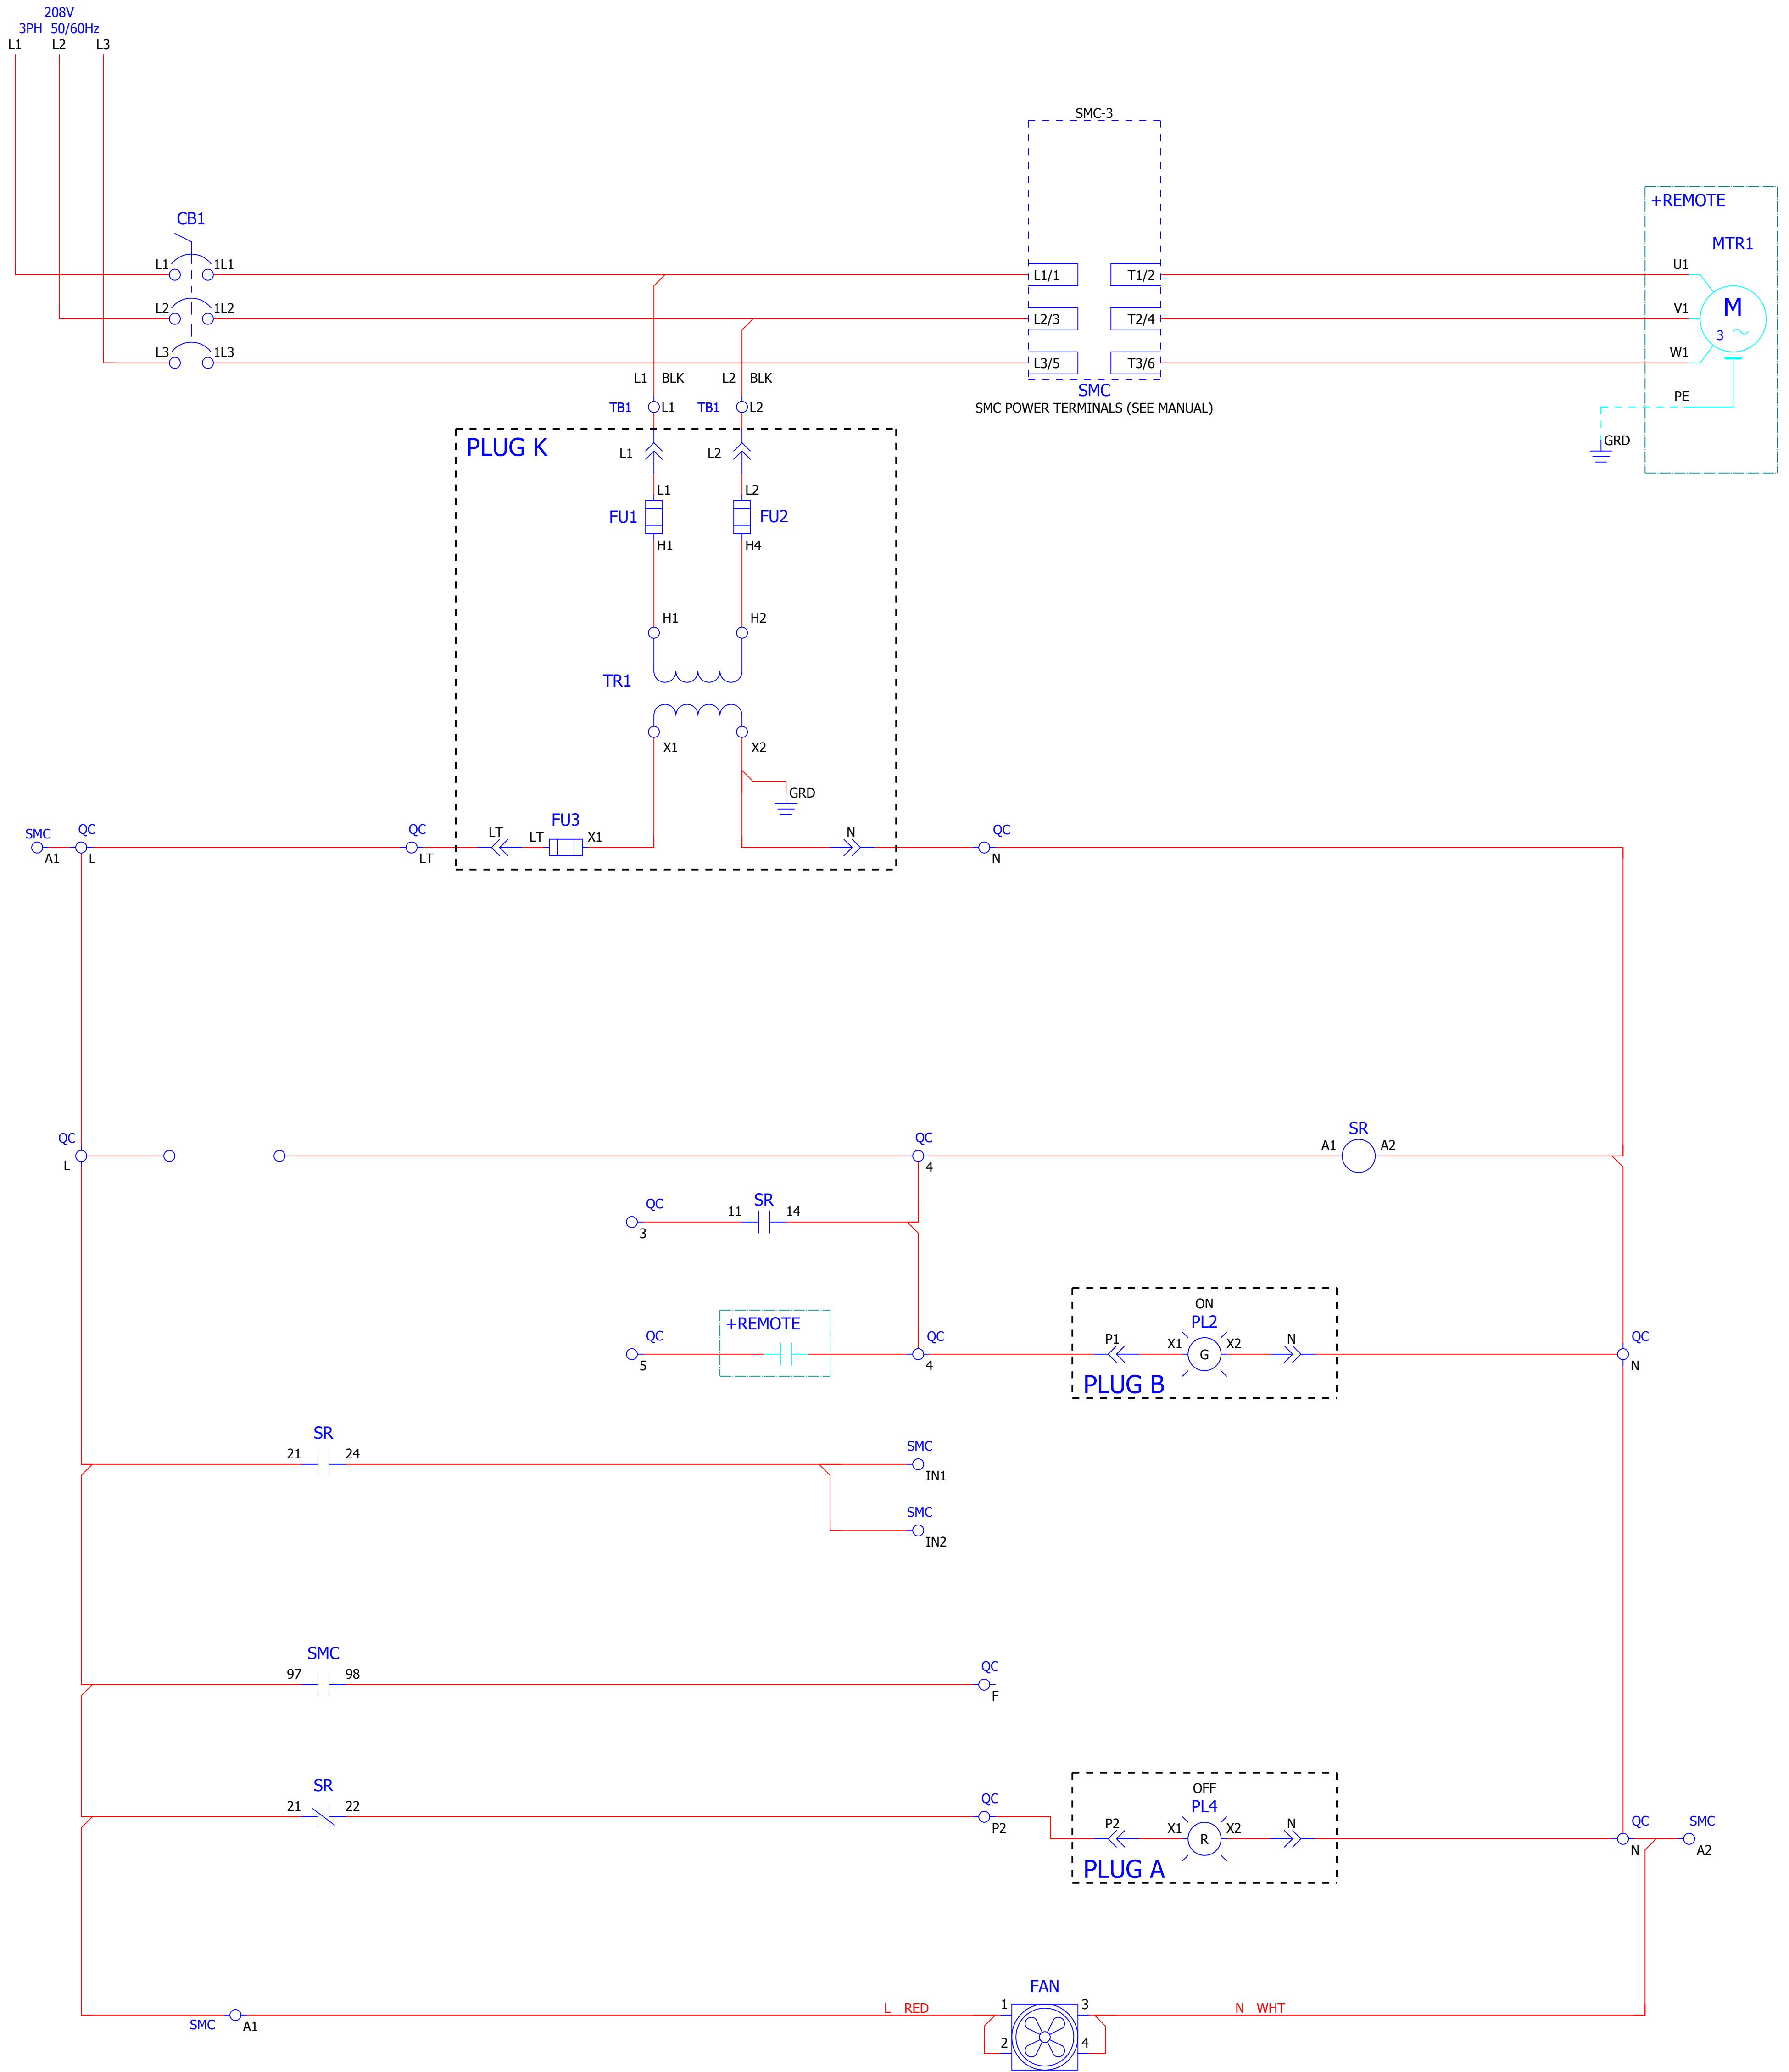 208V
3PH 50/60Hz
L1 L2 L3
SMC-3
CB1
+REMOTE
MTR1
L1 1L1
L1/1 T1/2
U1
L2 1L2
L2/3 T2/4
V1
M
3
L3 1L3
L3/5 T3/6
W1
SMC
SMC POWER TERMINALS (SEE MANUAL)
PE
GRD
L1 BLK L2 BLK
TB1 L1 TB1 L2
PLUG K
L1 L2
L1 L2
FU1 FU2
H1 H4
H1 H2
TR1
X1 X2
GRD
FU3
SMC QC QC
LT LT X1 N
QC
A1 L LT N
QC
L
QC
4
SR
A1 A2
QC
3
SR
11 14
QC
5
+REMOTE
QC
4
ON
PL2
P1 X1 G X2 N
PLUG B
QC
N
SR
21 24
SMC
IN1
SMC
IN2
SMC
97 98
QC
F
SR
21 22
QC
P2
OFF
PL4
P2 X1 R X2 N
PLUG A
QC SMC
N A2
FAN
SMC A1
L RED
1 3
2 4
N WHT